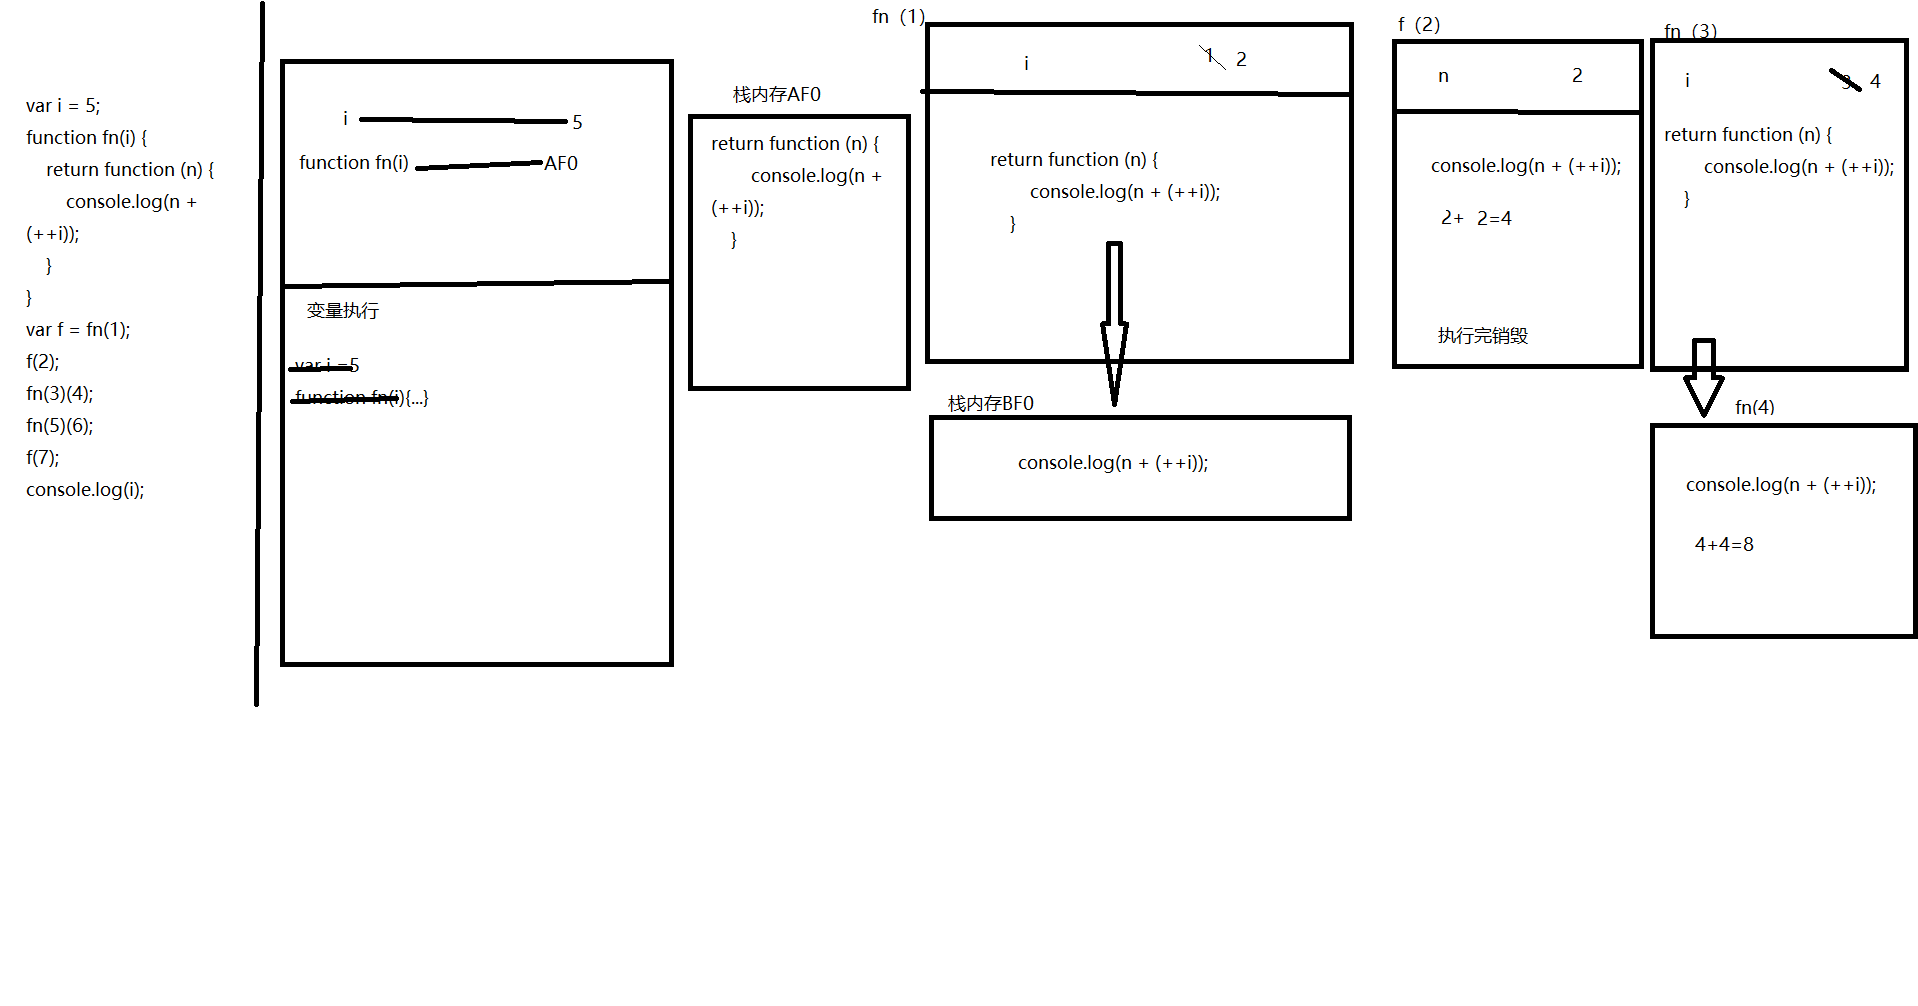 var i = 5;
function fn(i) {
return function (n) {
console.log(n +
(++i));
}
}
var f = fn(1);
f(2);
fn(3)(4);
fn(5)(6);
f(7);
console.log(i);
i 5
function fn(i) AF0
变量执行
var i =5
function fn(i){...}
栈内存AF0
return function (n) {
console.log(n +
(++i));
}
fn（1）
i 1 2
return function (n) {
console.log(n + (++i));
}
栈内存BF0
console.log(n + (++i));
f（2）
n 2
console.log(n + (++i));
2+ 2=4
执行完销毁
fn（3）
i 3 4
return function (n) {
console.log(n + (++i));
}
fn(4)
console.log(n + (++i));
4+4=8